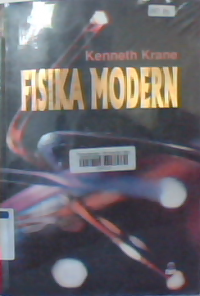 Kenneth Krane
FISIKA MODERN